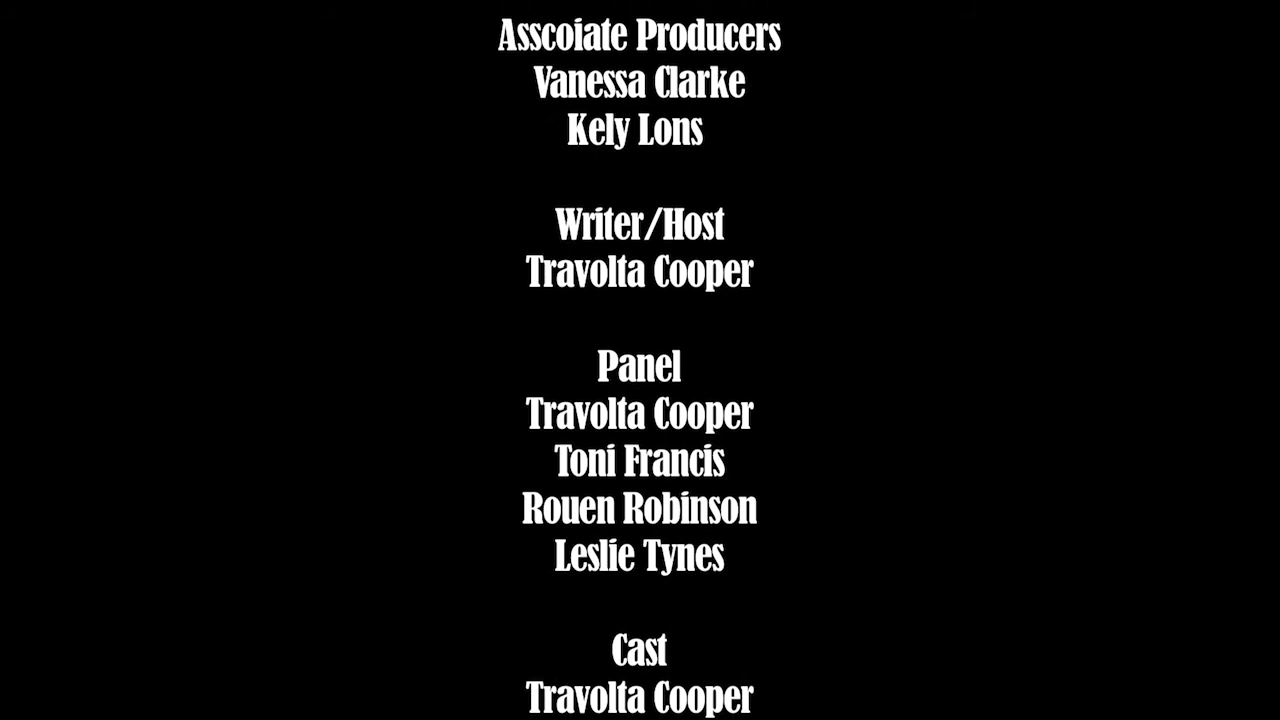 Asscoiate Producers
Vanessa Clarke
Kely Lons
Writer/Host
Travolta Cooper
Panel
Travolta Cooper
Toni Francis
Rouen Robinson
Leslie Tynes
Cast
Travolta Cooper